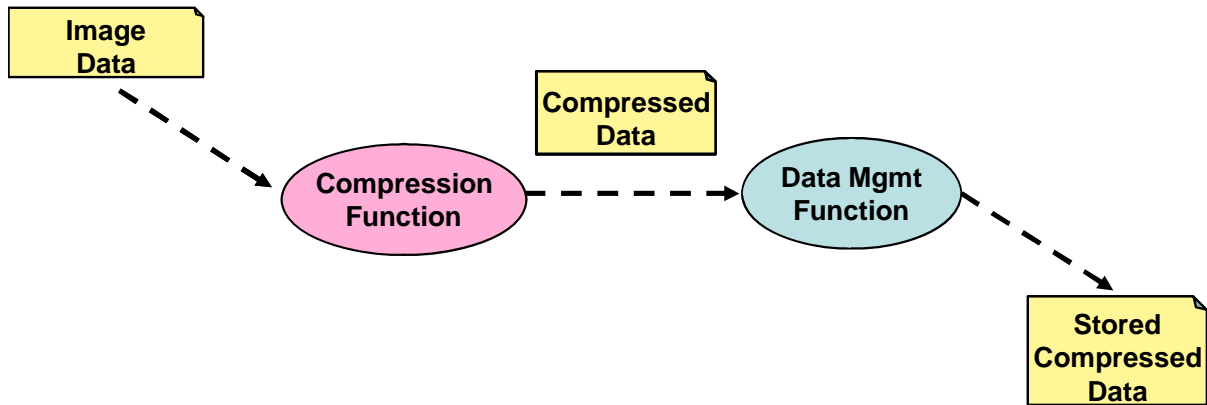 Image
Data
Compressed
Data
Compression
Function
Data Mgmt
Function
Stored
Compressed
Data